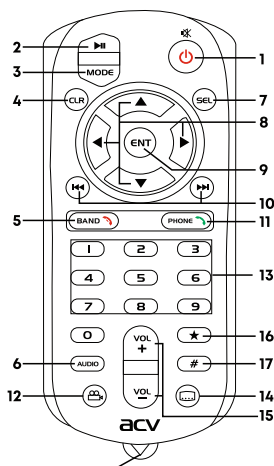 2
3 MODE
1
4 CLR
SEL 7
8
ENT
9
10
5 BAND
PHONE 11
1 2 3
4 5 6
13
7 8 9
0
VOL
+
★ 16
6 AUDIO
# 17
12
VOL
−
14
15
acv